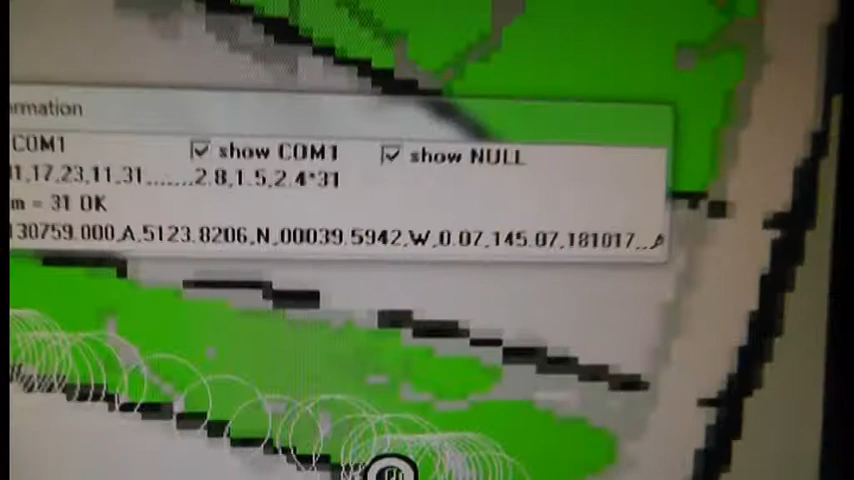 rmation
COM1 show COM1 show NULL
1,17,23,11,31.......2.8,1.5,2.4*31
m = 31 OK
30759.000,A,5123.8206,N,00039.5942,W,0.07,145.07,181017,,,A